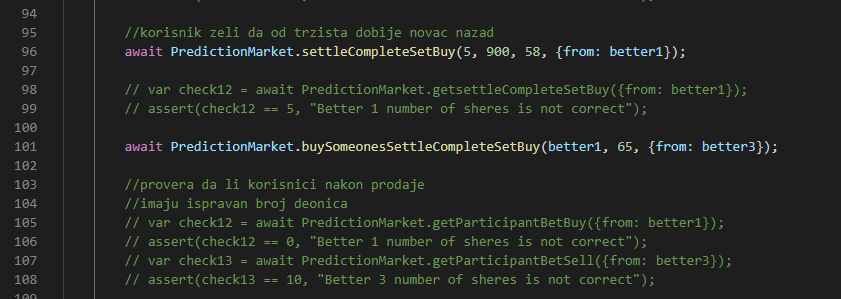 94
95 //korisnik zeli da od trzista dobije novac nazad
96 await PredictionMarket.settleCompleteSetBuy(5, 900, 58, {from: better1});
97
98 // var check12 = await PredictionMarket.getsettleCompleteSetBuy({from: better1});
99 // assert(check12 == 5, "Better 1 number of sheres is not correct");
100
101 await PredictionMarket.buySomeonesSettleCompleteSetBuy(better1, 65, {from: better3});
102
103 //provera da li korisnici nakon prodaje
104 //imaju ispravan broj deonica
105 // var check12 = await PredictionMarket.getParticipantBetBuy({from: better1});
106 // assert(check12 == 0, "Better 1 number of sheres is not correct");
107 // var check13 = await PredictionMarket.getParticipantBetSell({from: better3});
108 // assert(check13 == 10, "Better 3 number of sheres is not correct");